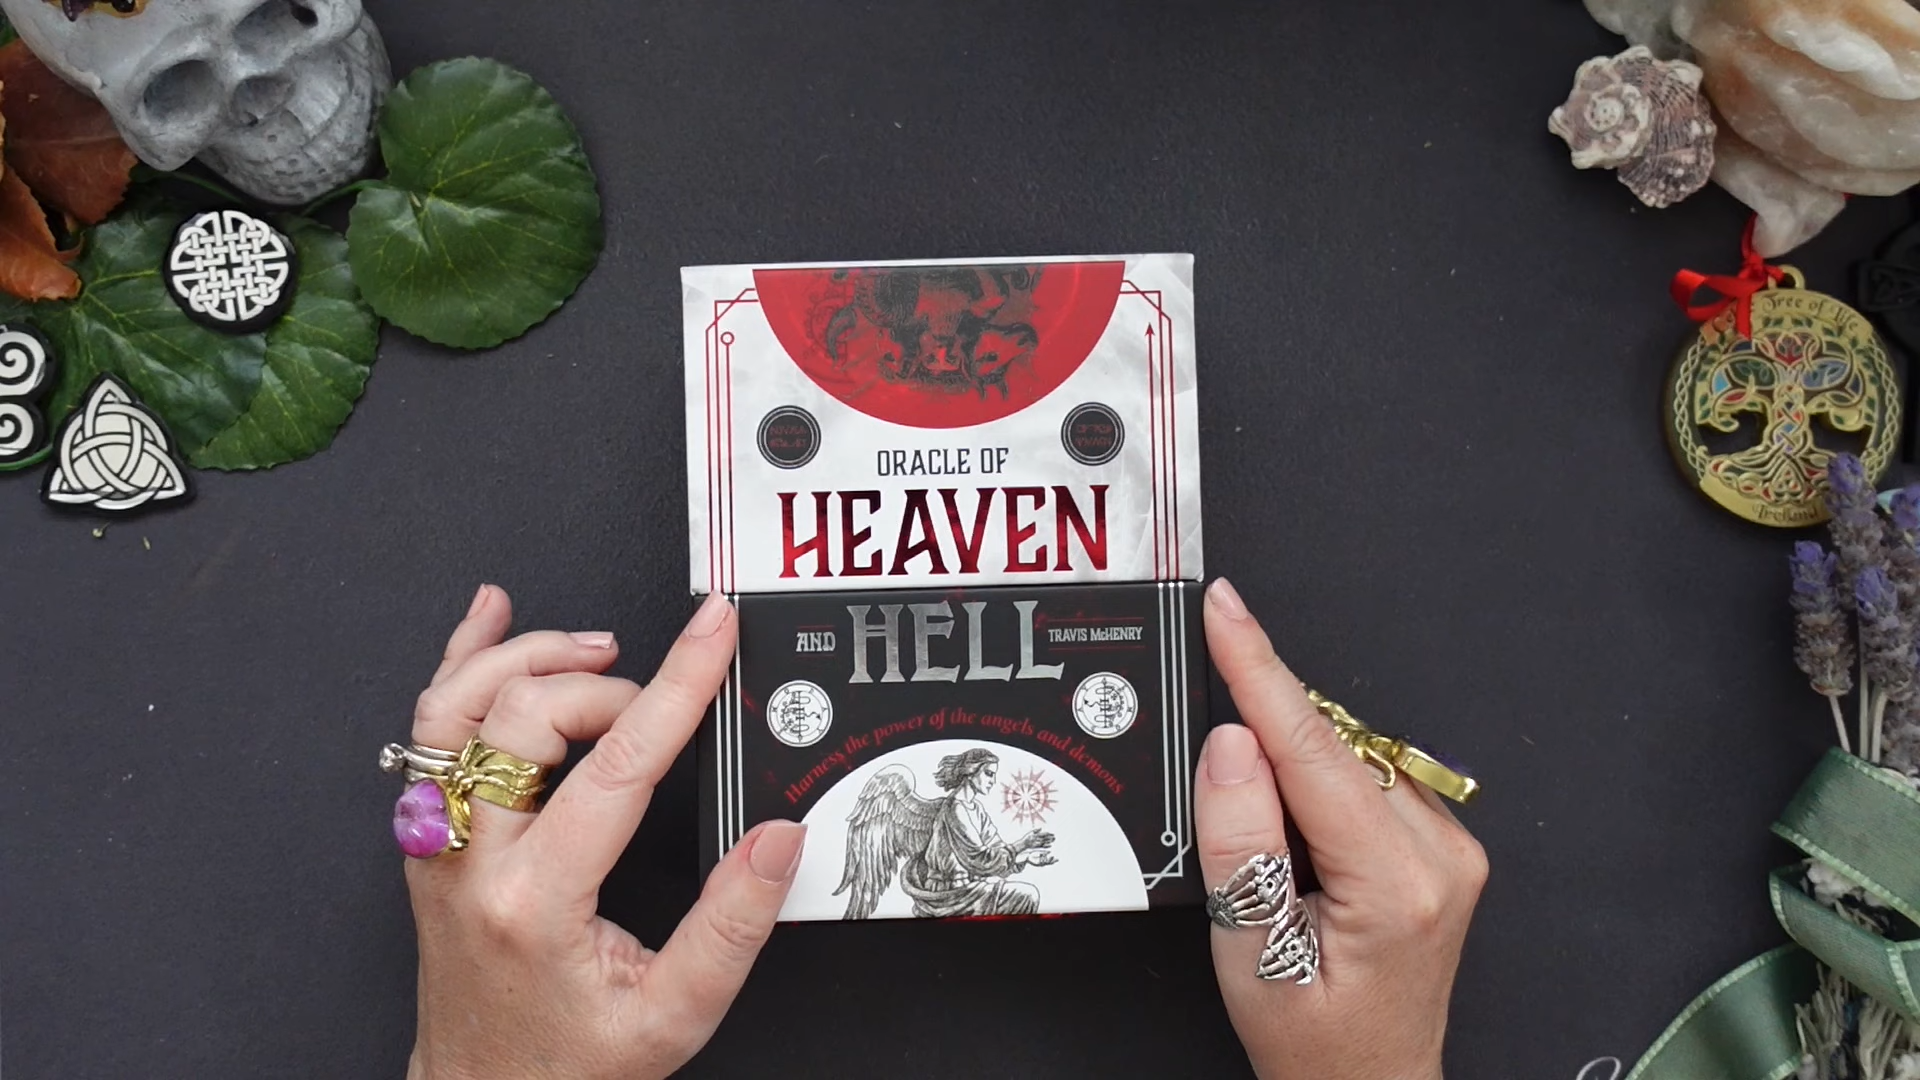 ORACLE OF
HEAVEN
AND HELL TRAVIS McHENRY
Harness the power of the angels and demons
Tree of Life
Ireland